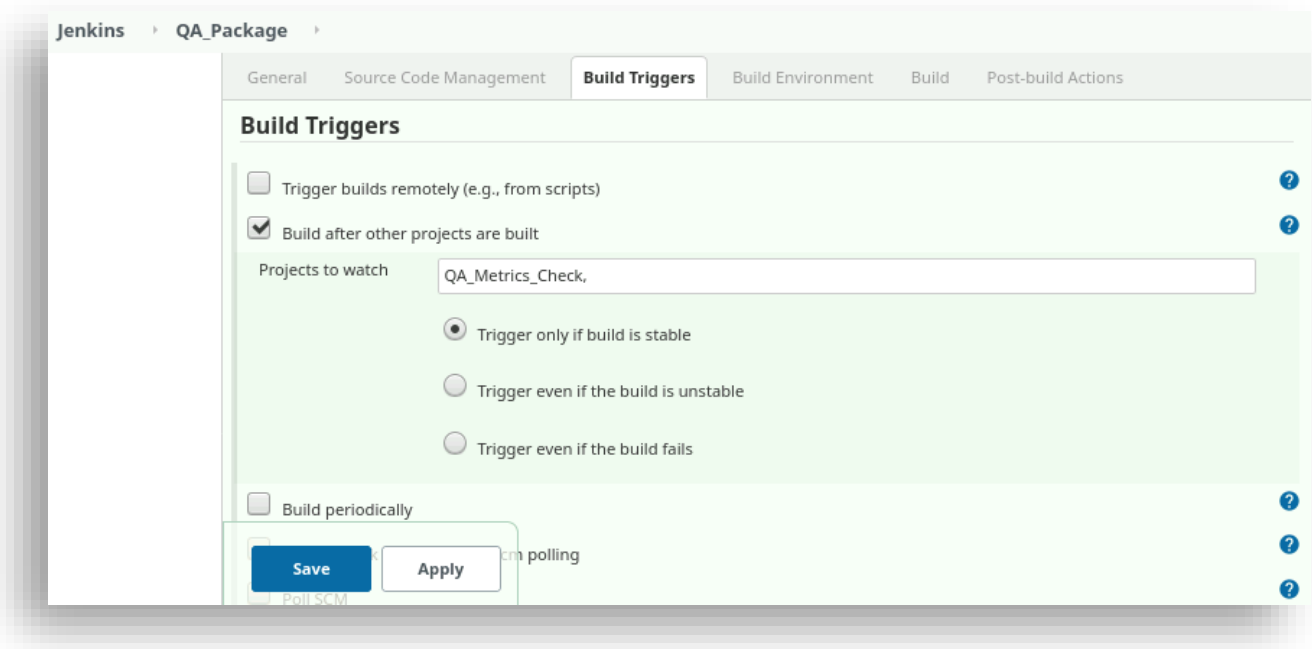 Jenkins QA_Package
General Source Code Management Build Triggers Build Environment Build Post-build Actions
Build Triggers
Trigger builds remotely (e.g., from scripts)
Build after other projects are built
Projects to watch QA_Metrics_Check,
Trigger only if build is stable
Trigger even if the build is unstable
Trigger even if the build fails
Build periodically
polling
Save Apply
Poll SCM